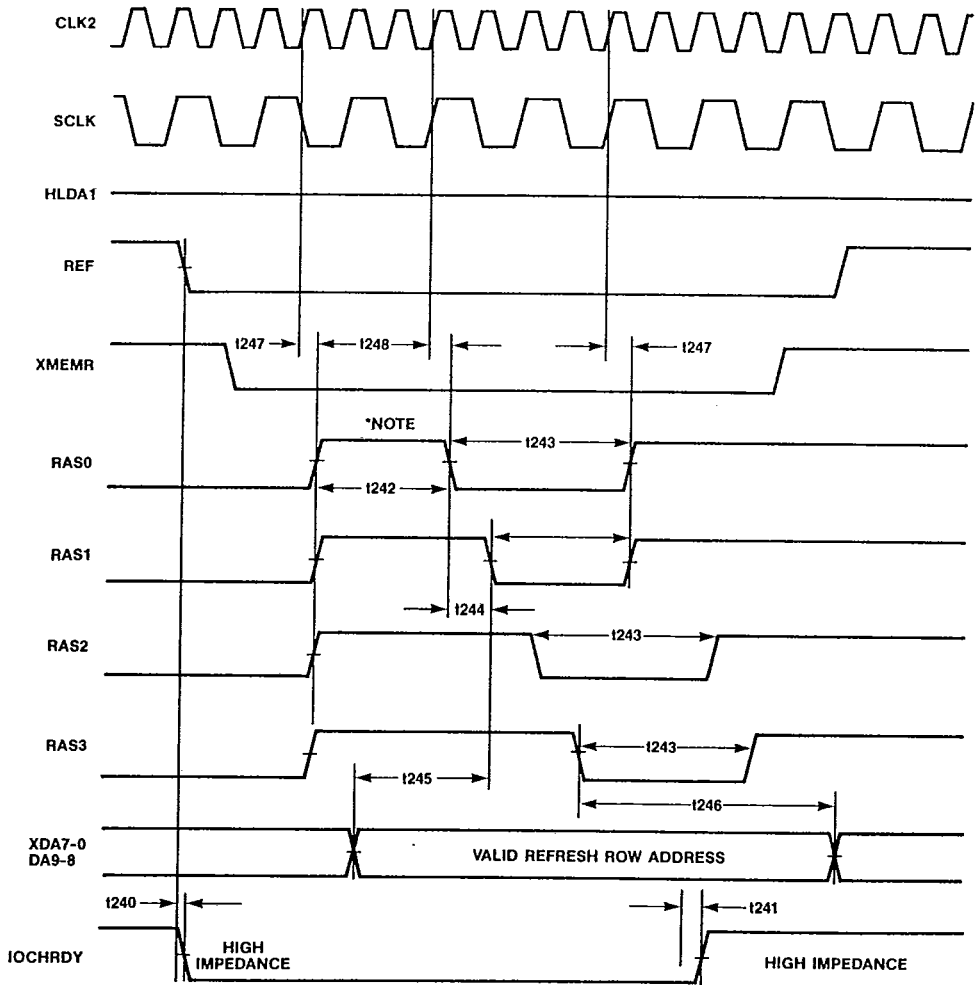 CLK2
SCLK
HLDA1
REF
XMEMR
t247
t248
t247
*NOTE
RAS0
t243
t242
RAS1
t244
RAS2
t243
RAS3
t243
t245
t246
XDA7-0
DA9-8
VALID REFRESH ROW ADDRESS
t240
t241
IOCHRDY
HIGH
IMPEDANCE
HIGH IMPEDANCE